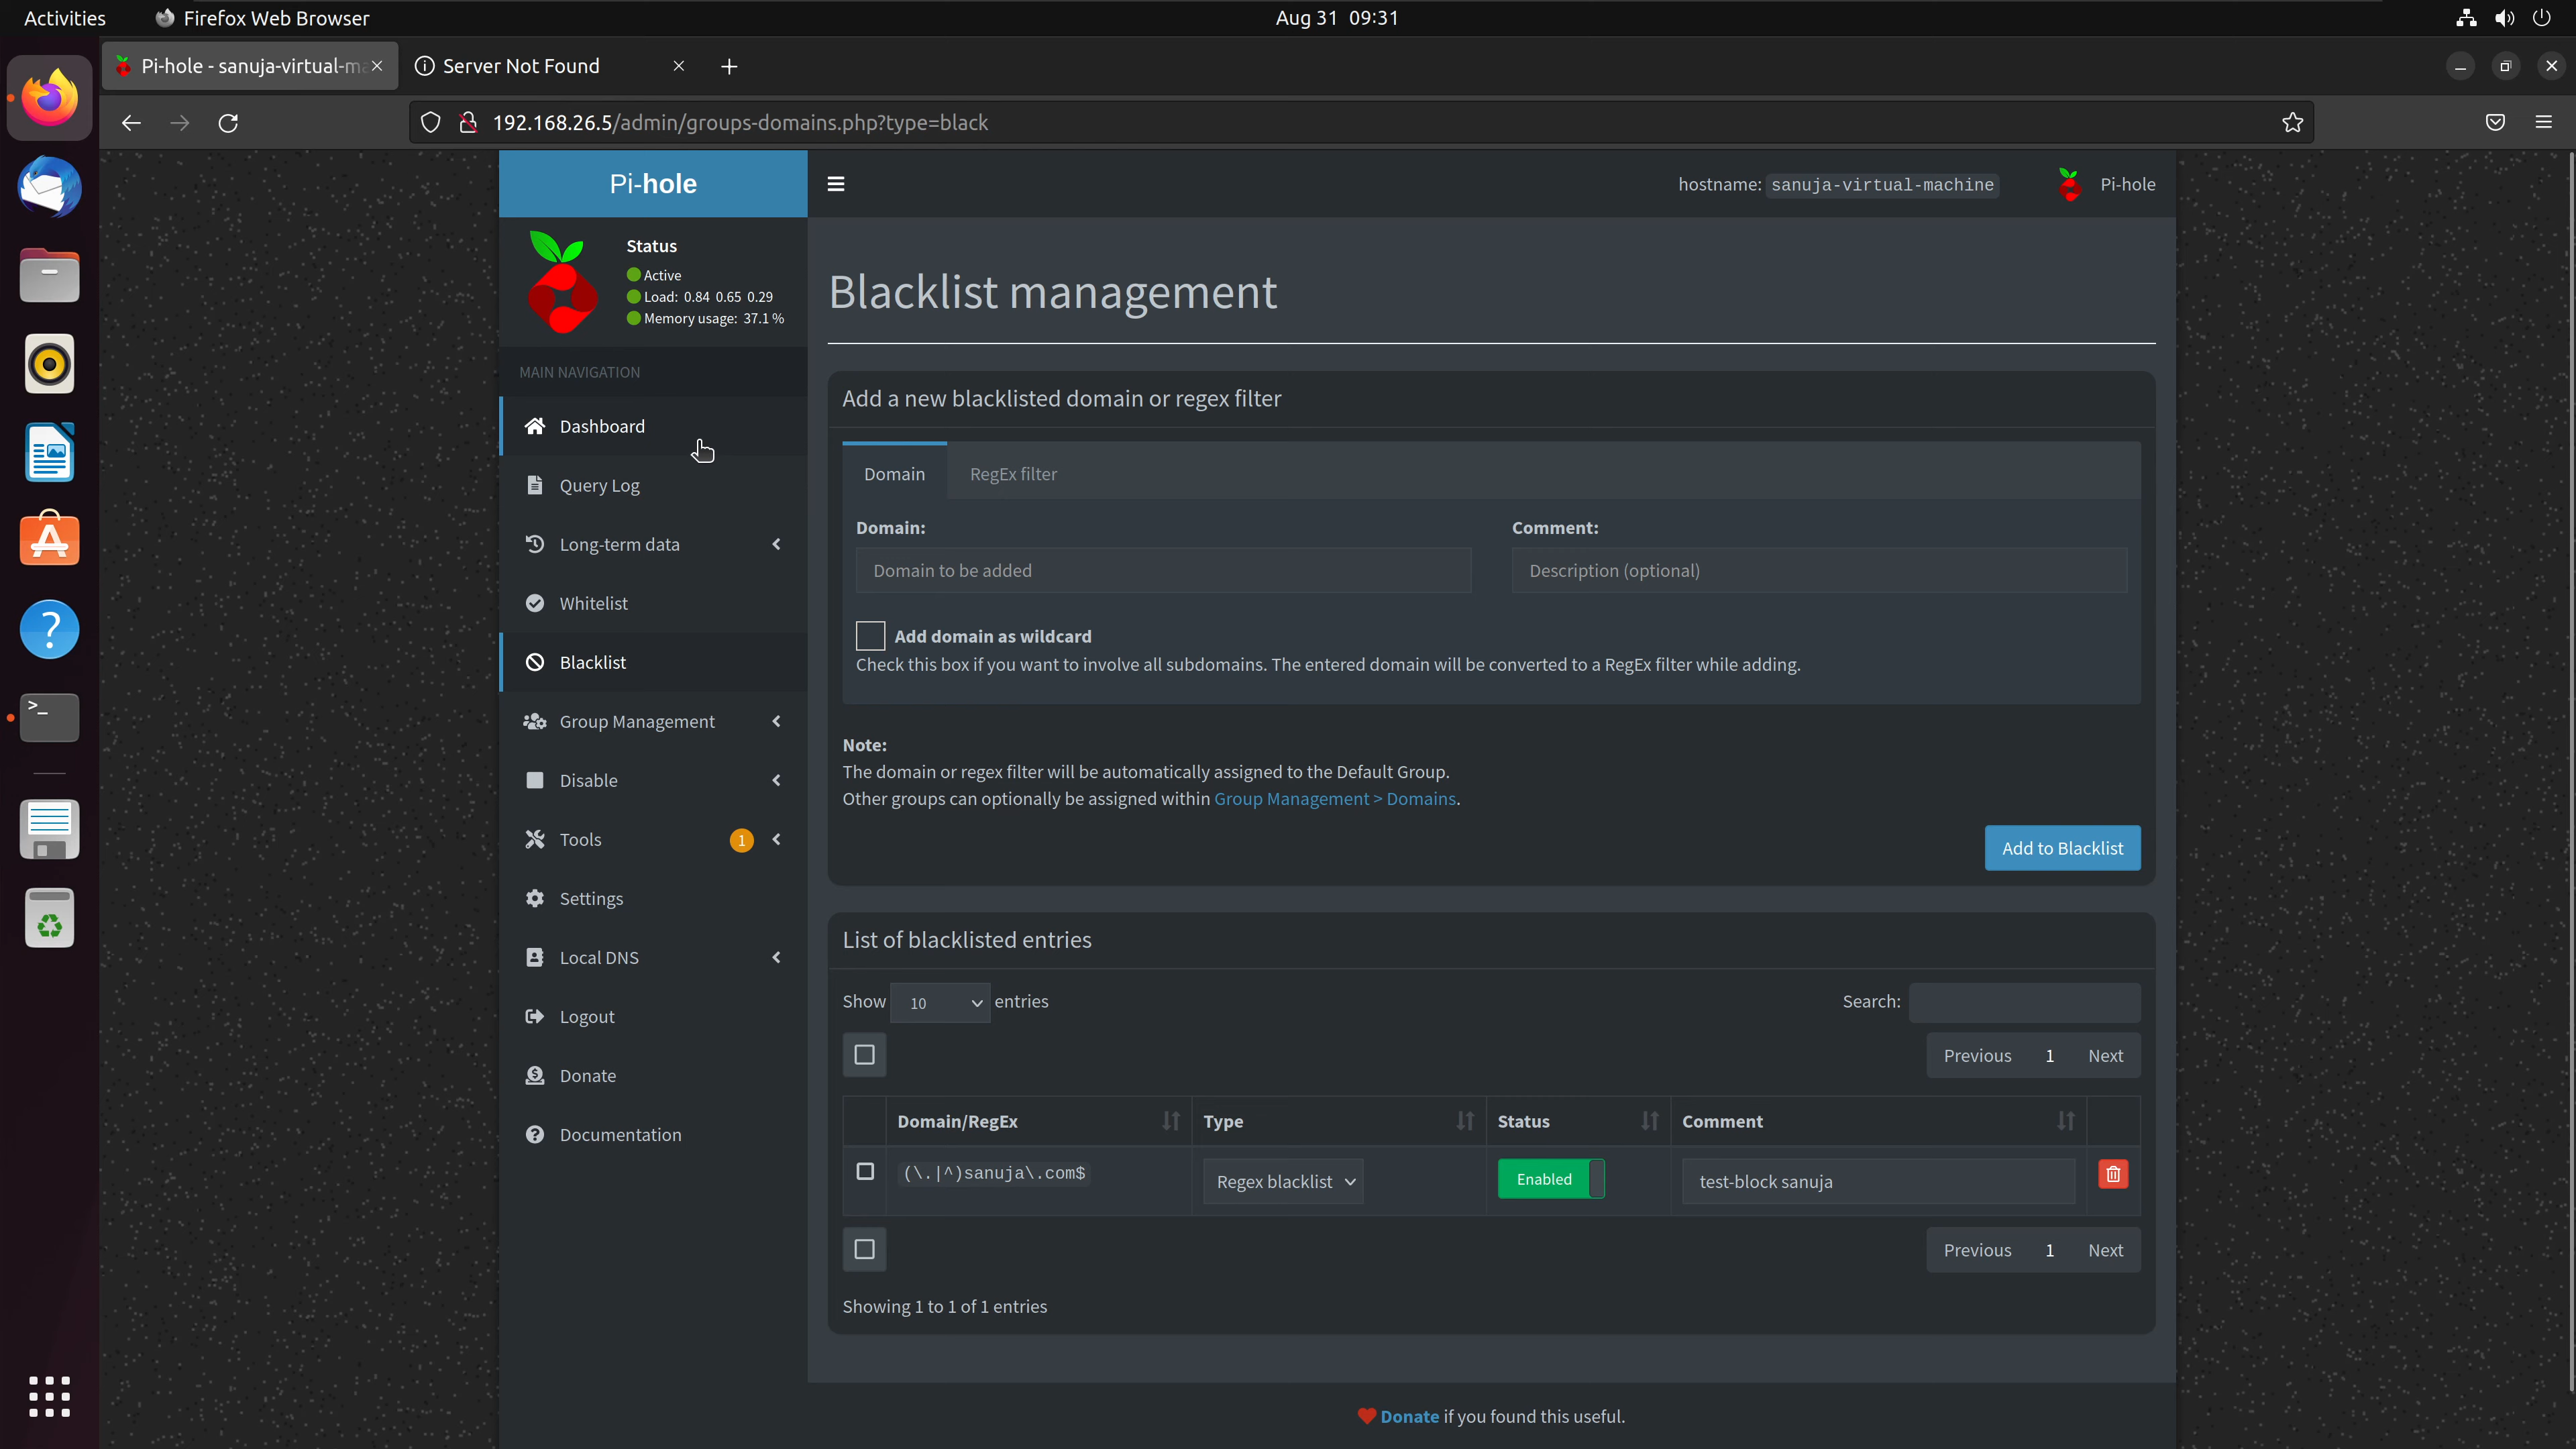 Activities
Firefox Web Browser
Aug 31 09:31
Pi-hole - sanuja-virtual-ma
Server Not Found
192.168.26.5/admin/groups-domains.php?type=black
Pi-hole
hostname: sanuja-virtual-machine
Pi-hole
Status
Active
Load: 0.84 0.65 0.29
Memory usage: 37.1 %
MAIN NAVIGATION
Dashboard
Query Log
Long-term data
Whitelist
Blacklist
Group Management
Disable
Tools
1
Settings
Local DNS
Logout
Donate
Documentation
Blacklist management
Add a new blacklisted domain or regex filter
Domain
RegEx filter
Domain:
Comment:
Domain to be added
Description (optional)
Add domain as wildcard
Check this box if you want to involve all subdomains. The entered domain will be converted to a RegEx filter while adding.
Note:
The domain or regex filter will be automatically assigned to the Default Group.
Other groups can optionally be assigned within Group Management > Domains.
Add to Blacklist
List of blacklisted entries
Show 10 entries
Search:
Previous 1 Next
Domain/RegEx Type Status Comment
(\.|^)sanuja\.com$ Regex blacklist Enabled test-block sanuja
Previous 1 Next
Showing 1 to 1 of 1 entries
Donate if you found this useful.